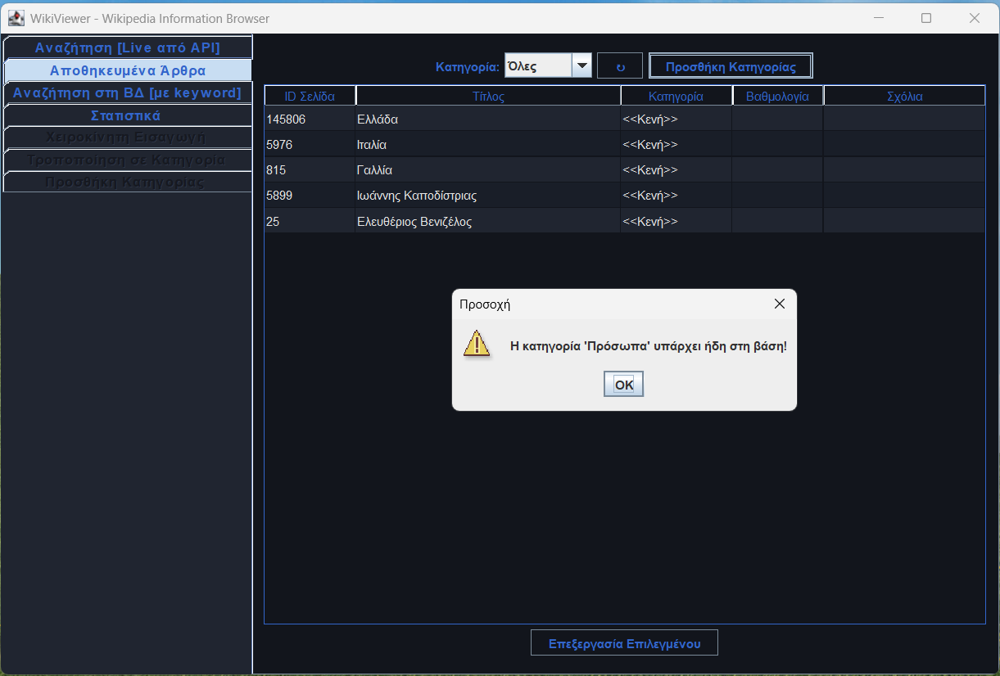 WikiViewer - Wikipedia Information Browser
Αναζήτηση [Live από API]
Αποθηκευμένα Άρθρα
Αναζήτηση στη ΒΔ [με keyword]
Στατιστικά
Χειροκίνητη Εισαγωγή
Τροποποίηση σε Κατηγορία
Προσθήκη Κατηγορίας
Κατηγορία: Όλες ↻ Προσθήκη Κατηγορίας
ID Σελίδα Τίτλος Κατηγορία Βαθμολογία Σχόλια
145806 Ελλάδα <<Κενή>>
5976 Ιταλία <<Κενή>>
815 Γαλλία <<Κενή>>
5899 Ιωάννης Καποδίστριας <<Κενή>>
25 Ελευθέριος Βενιζέλος <<Κενή>>
Προσοχή
Η κατηγορία 'Πρόσωπα' υπάρχει ήδη στη βάση!
OK
Επεξεργασία Επιλεγμένου